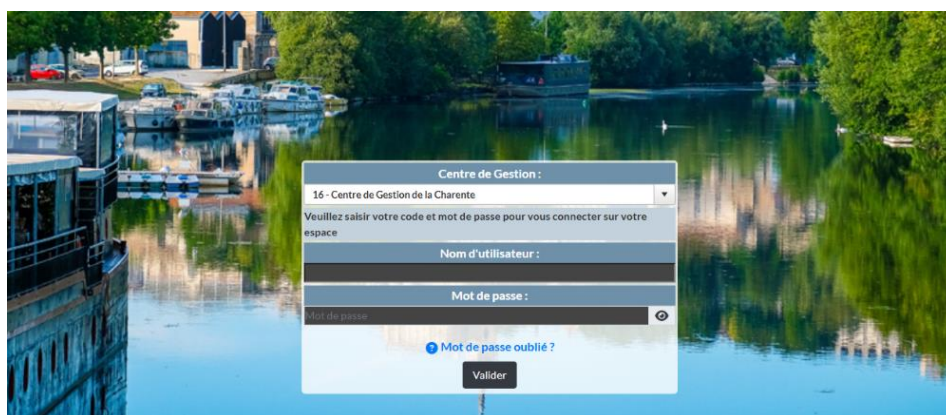 Centre de Gestion :
16 - Centre de Gestion de la Charente
Veuillez saisir votre code et mot de passe pour vous connecter sur votre
espace
Nom d'utilisateur :
Mot de passe :
Mot de passe
? Mot de passe oublié ?
Valider